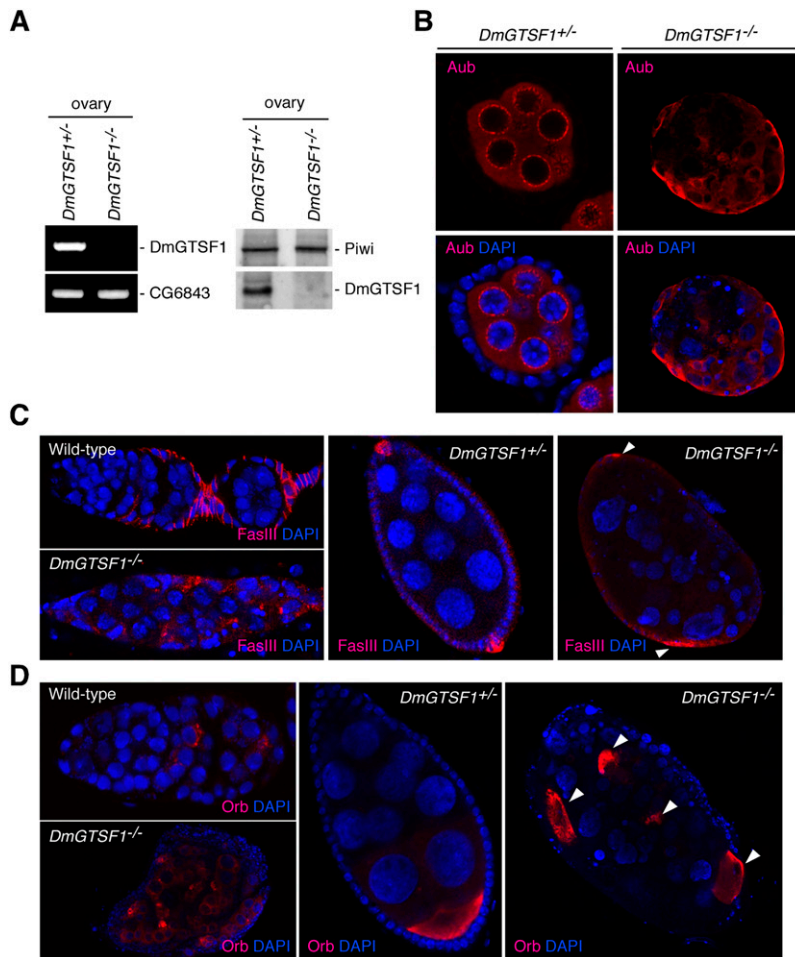 A
ovary
ovary
DmGTSF1+/-
DmGTSF1-/-
DmGTSF1+/-
DmGTSF1-/-
- DmGTSF1
- CG6843
- Piwi
- DmGTSF1
B
DmGTSF1+/-
DmGTSF1-/-
Aub
Aub
Aub DAPI
Aub DAPI
C
Wild-type
FasIII DAPI
DmGTSF1-/-
FasIII DAPI
DmGTSF1+/-
FasIII DAPI
DmGTSF1-/-
FasIII DAPI
D
Wild-type
Orb DAPI
DmGTSF1-/-
Orb DAPI
DmGTSF1+/-
Orb DAPI
DmGTSF1-/-
Orb DAPI